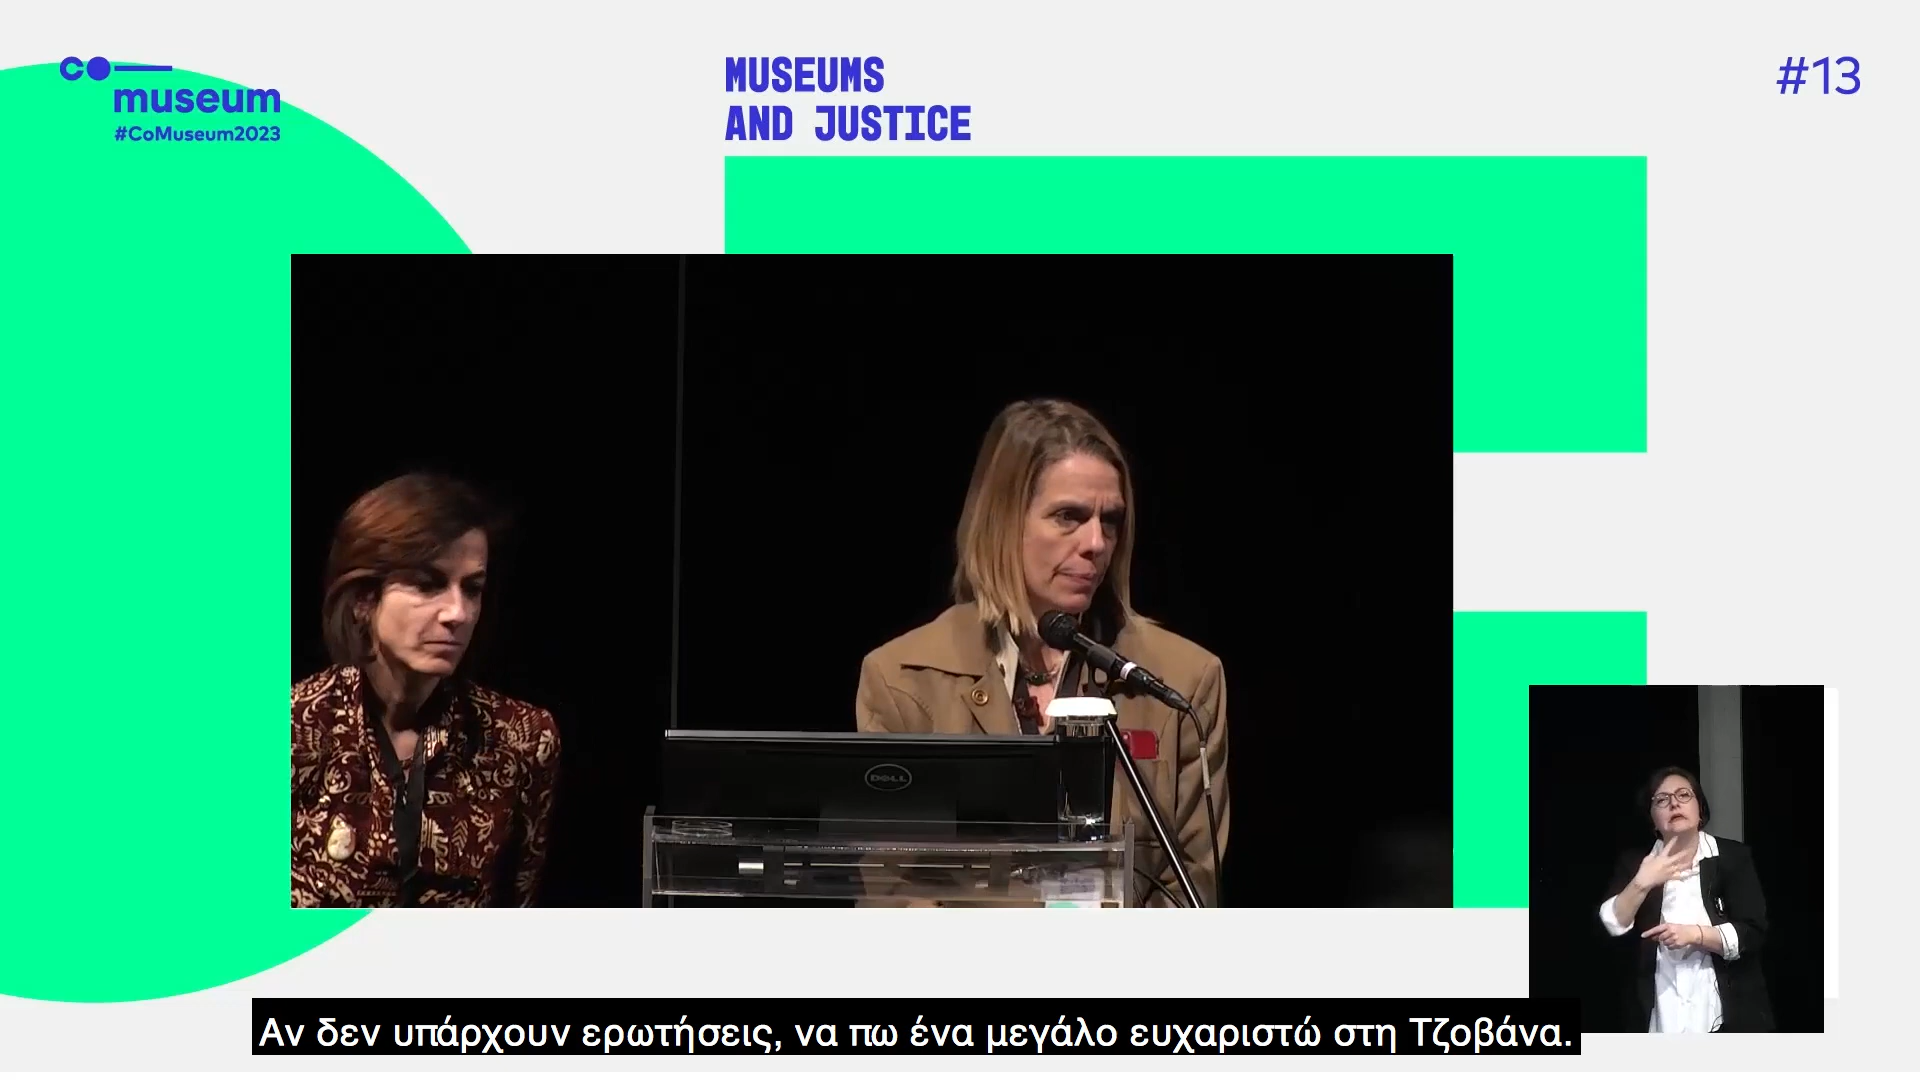 co
museum
#CoMuseum2023
MUSEUMS
AND JUSTICE
#13
DELL
Αν δεν υπάρχουν ερωτήσεις, να πω ένα μεγάλο ευχαριστώ στη Τζοβάνα.